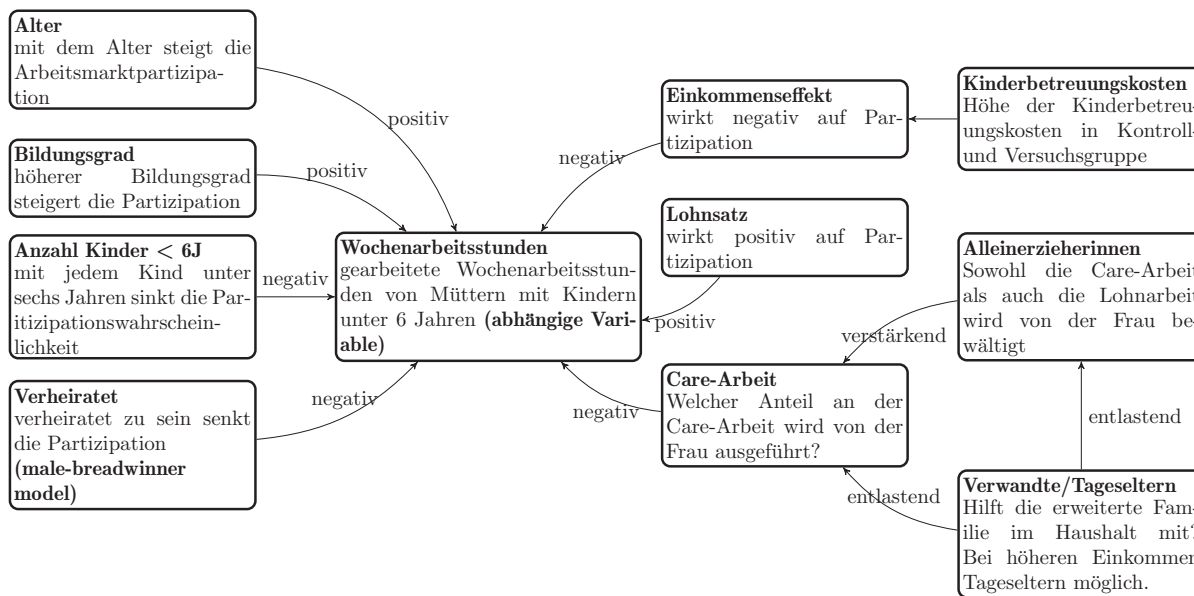 Alter
mit dem Alter steigt die
Arbeitsmarktpartizipa-
tion
positiv
Bildungsgrad
höherer Bildungsgrad
steigert die Partizipation
positiv
Anzahl Kinder < 6J
mit jedem Kind unter
sechs Jahren sinkt die Par-
itizipationswahrschein-
lichkeit
negativ
Verheiratet
verheiratet zu sein senkt
die Partizipation
(male-breadwinner
model)
negativ
Wochenarbeitsstunden
gearbeitete Wochenarbeitsstun-
den von Müttern mit Kindern
unter 6 Jahren (abhängige Vari-
able)
Einkommenseffekt
wirkt negativ auf Par-
tizipation
negativ
Lohnsatz
wirkt positiv auf Par-
tizipation
positiv
Care-Arbeit
Welcher Anteil an der
Care-Arbeit wird von der
Frau ausgeführt?
negativ
Kinderbetreuungskosten
Höhe der Kinderbetreu-
ungskosten in Kontroll-
und Versuchsgruppe
Alleinerzieherinnen
Sowohl die Care-Arbeit
als auch die Lohnarbeit
wird von der Frau be-
wältigt
verstärkend
entlastend
Verwandte/Tageseltern
Hilft die erweiterte Fam-
ilie im Haushalt mit?
Bei höheren Einkommen
Tageseltern möglich.
entlastend